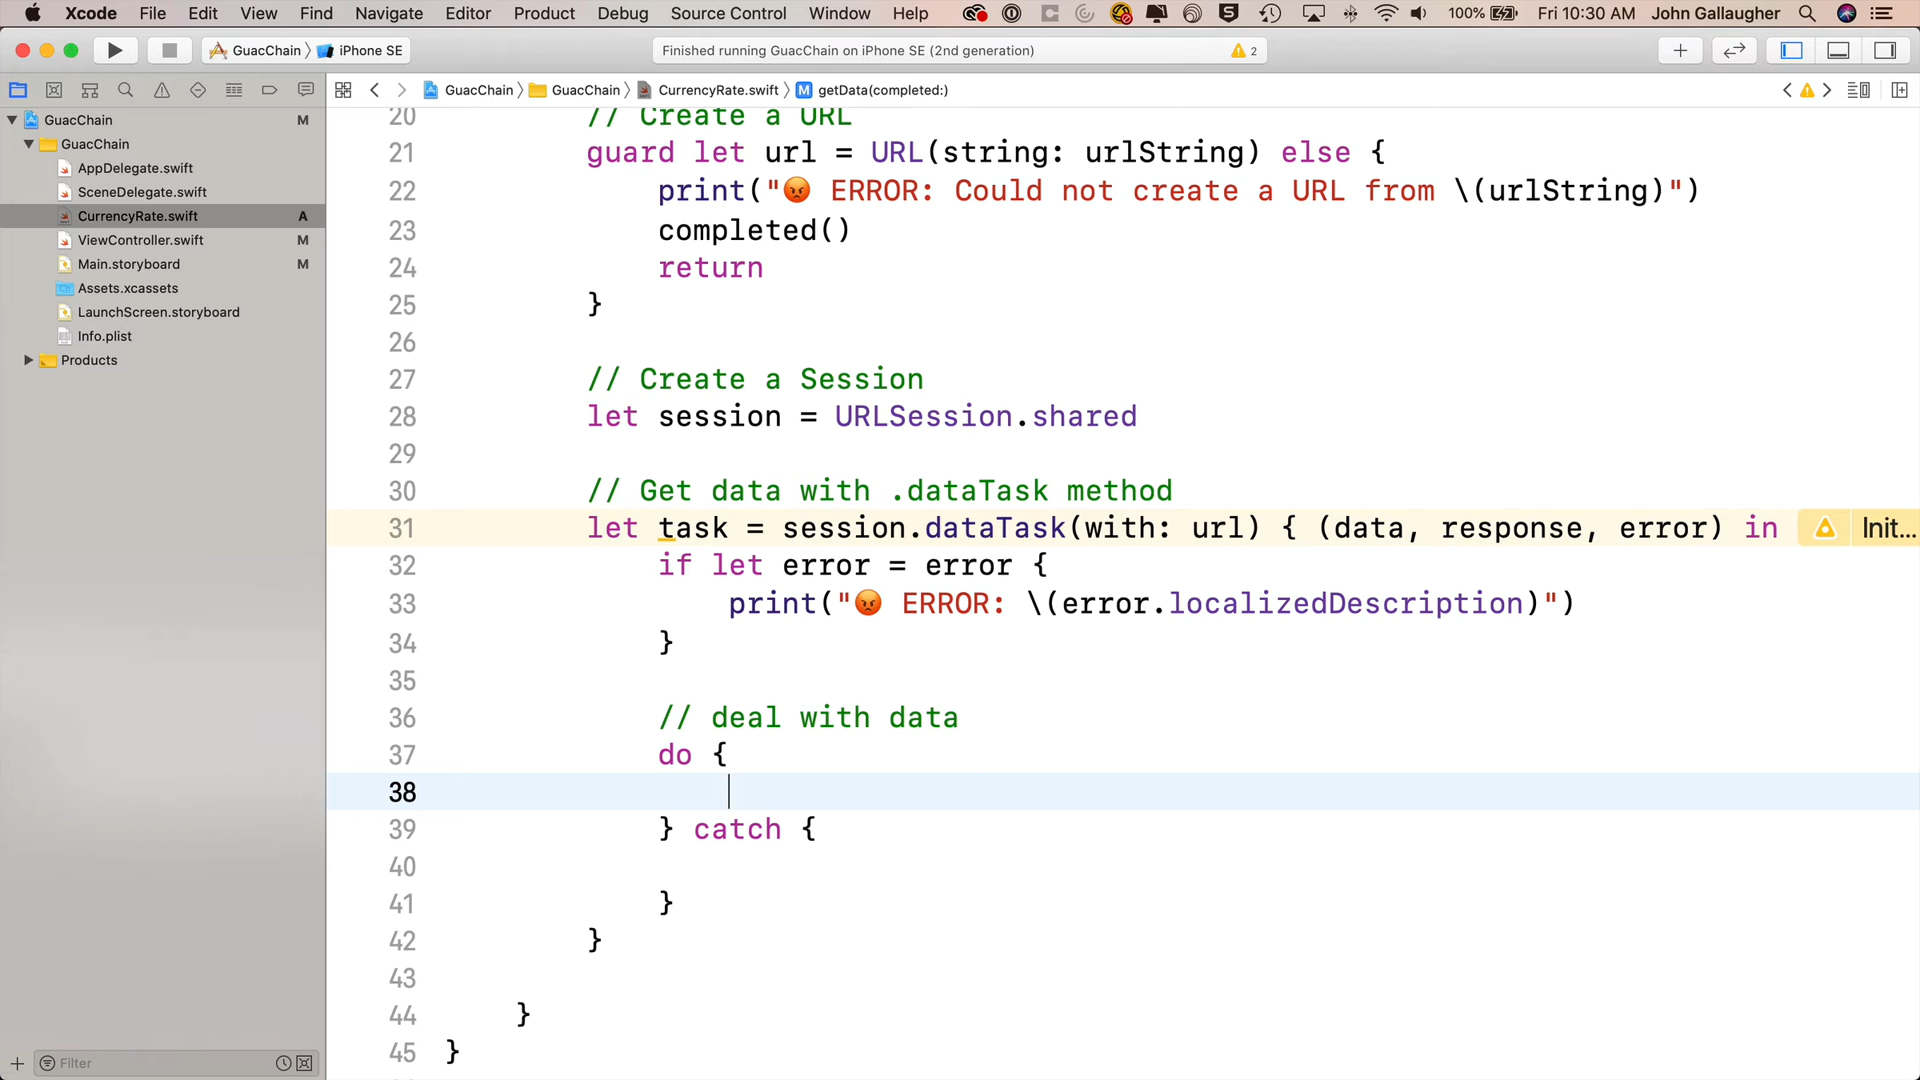 Xcode File Edit View Find Navigate Editor Product Debug Source Control Window Help 100% Fri 10:30 AM John Gallaugher
GuacChain iPhone SE Finished running GuacChain on iPhone SE (2nd generation) 2
GuacChain GuacChain CurrencyRate.swift M getData(completed:)
GuacChain M
GuacChain
AppDelegate.swift
SceneDelegate.swift
CurrencyRate.swift A
ViewController.swift M
Main.storyboard M
Assets.xcassets
LaunchScreen.storyboard
Info.plist
Products
Filter
20 // Create a URL
21 guard let url = URL(string: urlString) else {
22 print("😡 ERROR: Could not create a URL from \(urlString)")
23 completed()
24 return
25 }
26
27 // Create a Session
28 let session = URLSession.shared
29
30 // Get data with .dataTask method
31 let task = session.dataTask(with: url) { (data, response, error) in Init...
32 if let error = error {
33 print("😡 ERROR: \(error.localizedDescription)")
34 }
35
36 // deal with data
37 do {
38
39 } catch {
40
41 }
42 }
43
44 }
45 }